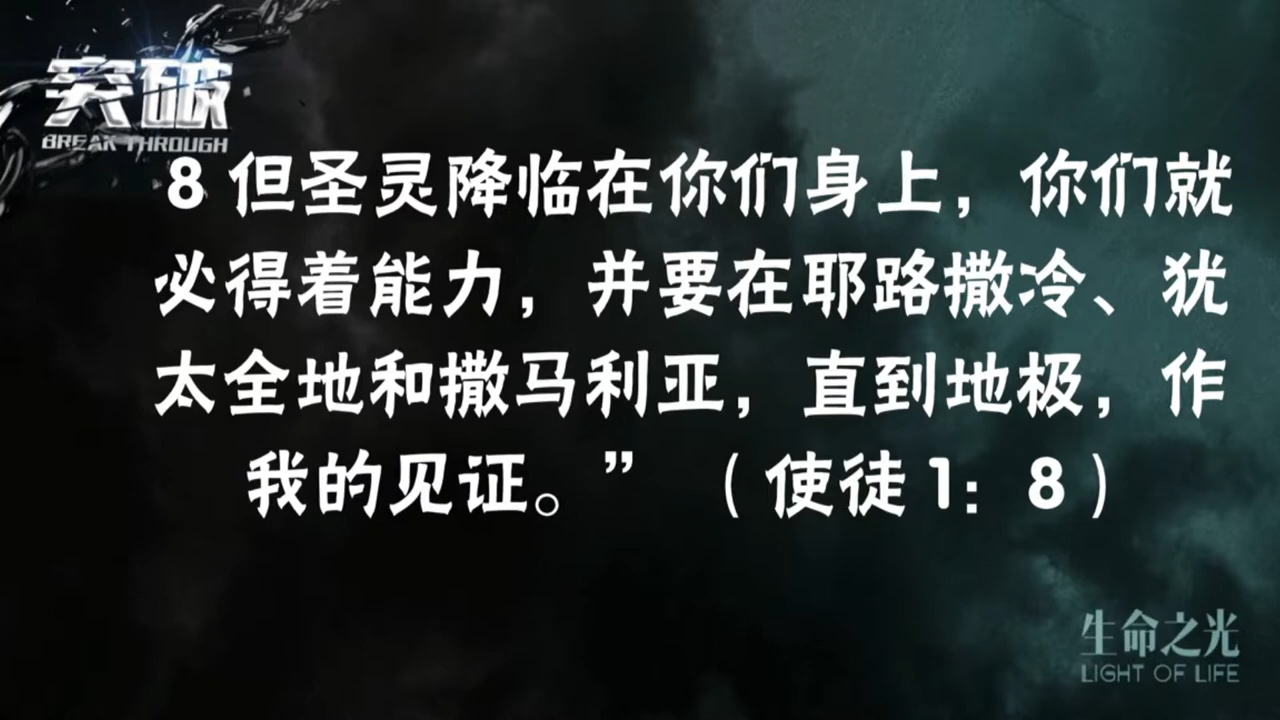 突破
BREAK THROUGH
8 但圣灵降临在你们身上，你们就
必得着能力，并要在耶路撒冷、犹
太全地和撒马利亚，直到地极，作
我的见证。”（使徒1：8）
生命之光
LIGHT OF LIFE